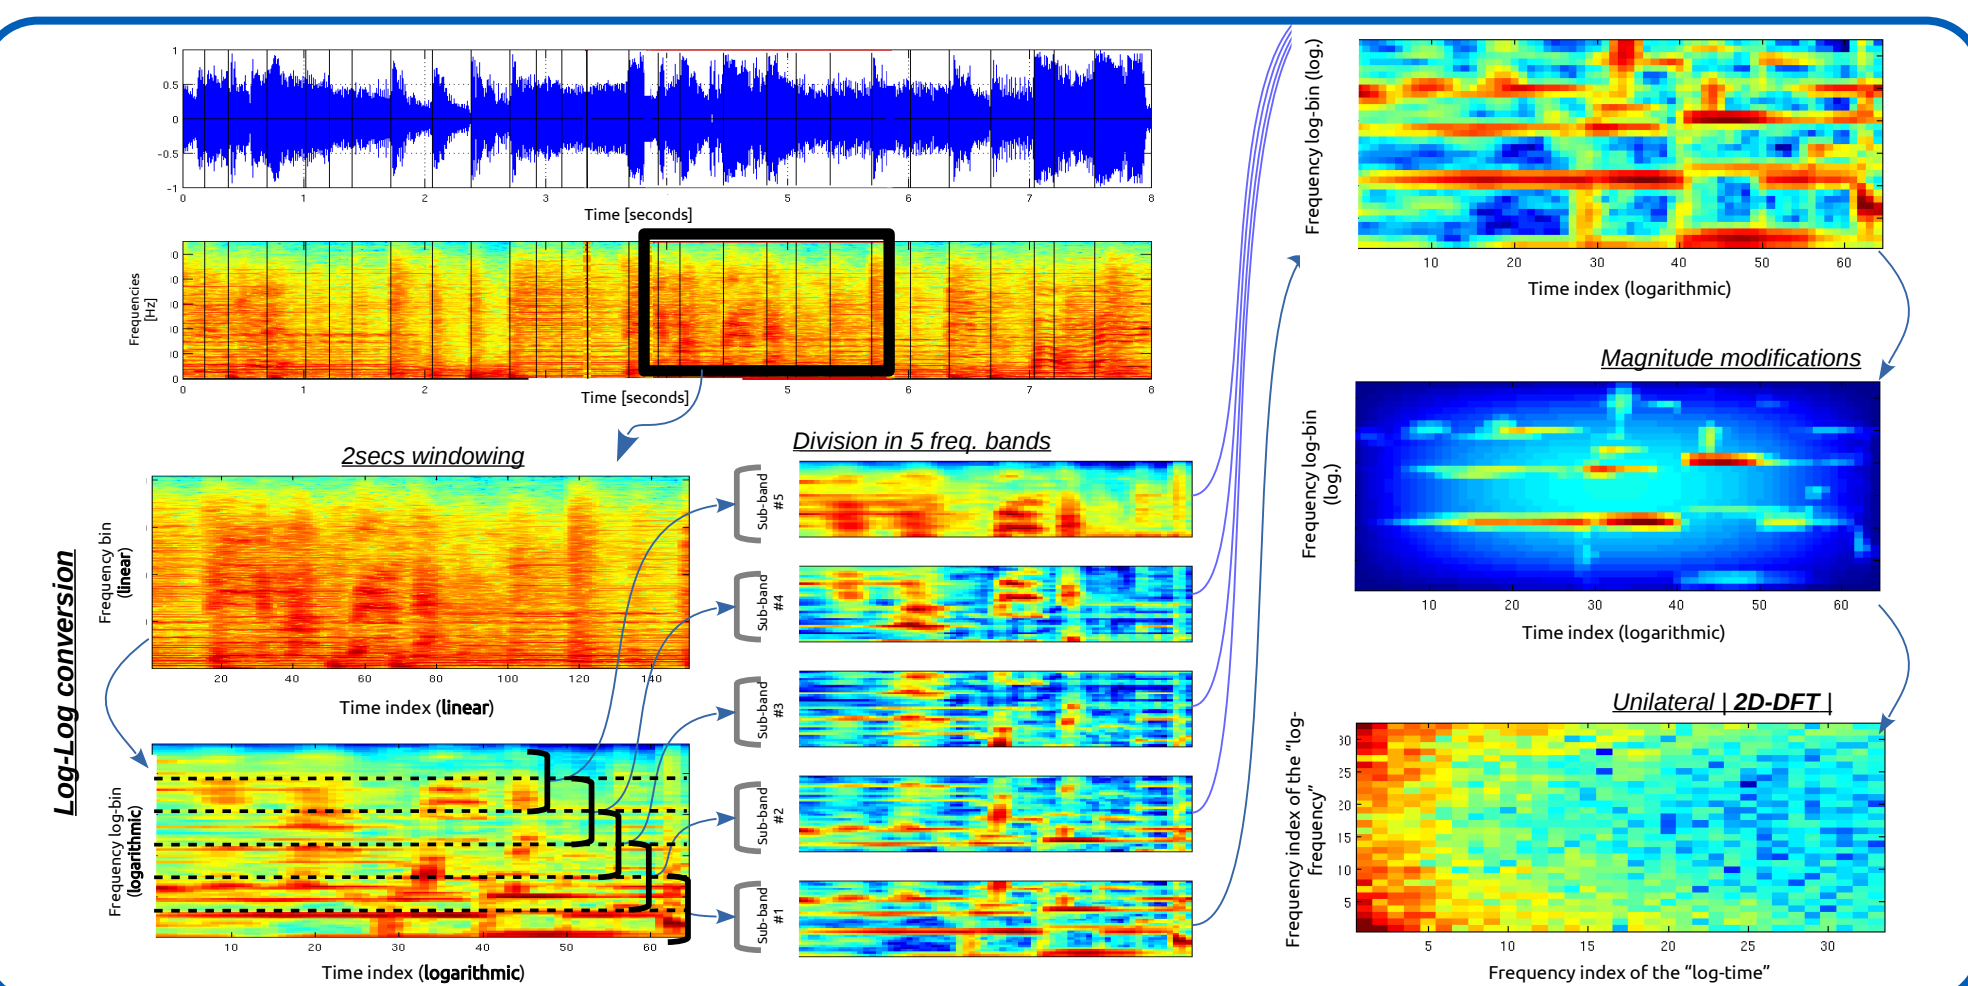 1
0.5
0
-0.5
-1
0 1 2 3 5 6 7 8
Time [seconds]
Frequencies
[Hz]
0
0 1 2 5 6 7 8
Time [seconds]
2secs windowing
Frequency bin
(linear)
20 40 60 80 100 120 140
Time index (linear)
Log-Log conversion
Frequency log-bin
(logarithmic)
10 20 30 40 50 60
Time index (logarithmic)
Division in 5 freq. bands
Sub-band
#5
Sub-band
#4
Sub-band
#3
Sub-band
#2
Sub-band
#1
Frequency log-bin (log.)
10 20 30 40 50 60
Time index (logarithmic)
Magnitude modifications
Frequency log-bin
(log.)
10 20 30 40 50 60
Time index (logarithmic)
Unilateral | 2D-DFT |
Frequency index of the “log-
frequency”
30
25
20
15
10
5
5 10 15 20 25 30
Frequency index of the “log-time”